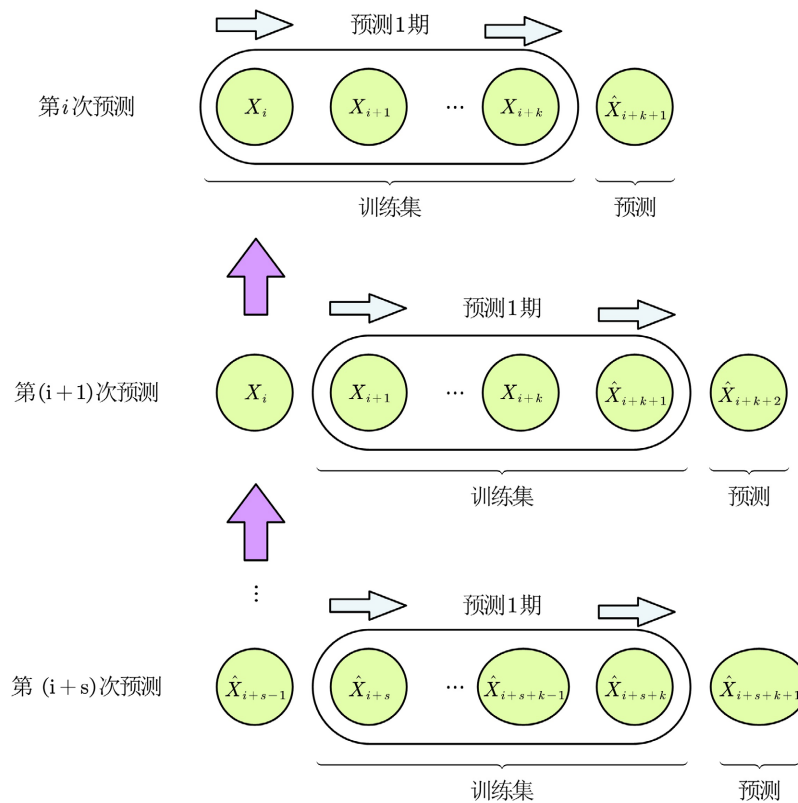 预测1期
第i次预测 X_i X_{i+1} ··· X_{i+k} X̂_{i+k+1}
训练集 预测
预测1期
第(i+1)次预测 X_i X_{i+1} ··· X_{i+k} X̂_{i+k+1} X̂_{i+k+2}
训练集 预测
⋮
预测1期
第 (i+s)次预测 X̂_{i+s-1} X̂_{i+s} ··· X̂_{i+s+k-1} X̂_{i+s+k} X̂_{i+s+k+1}
训练集 预测